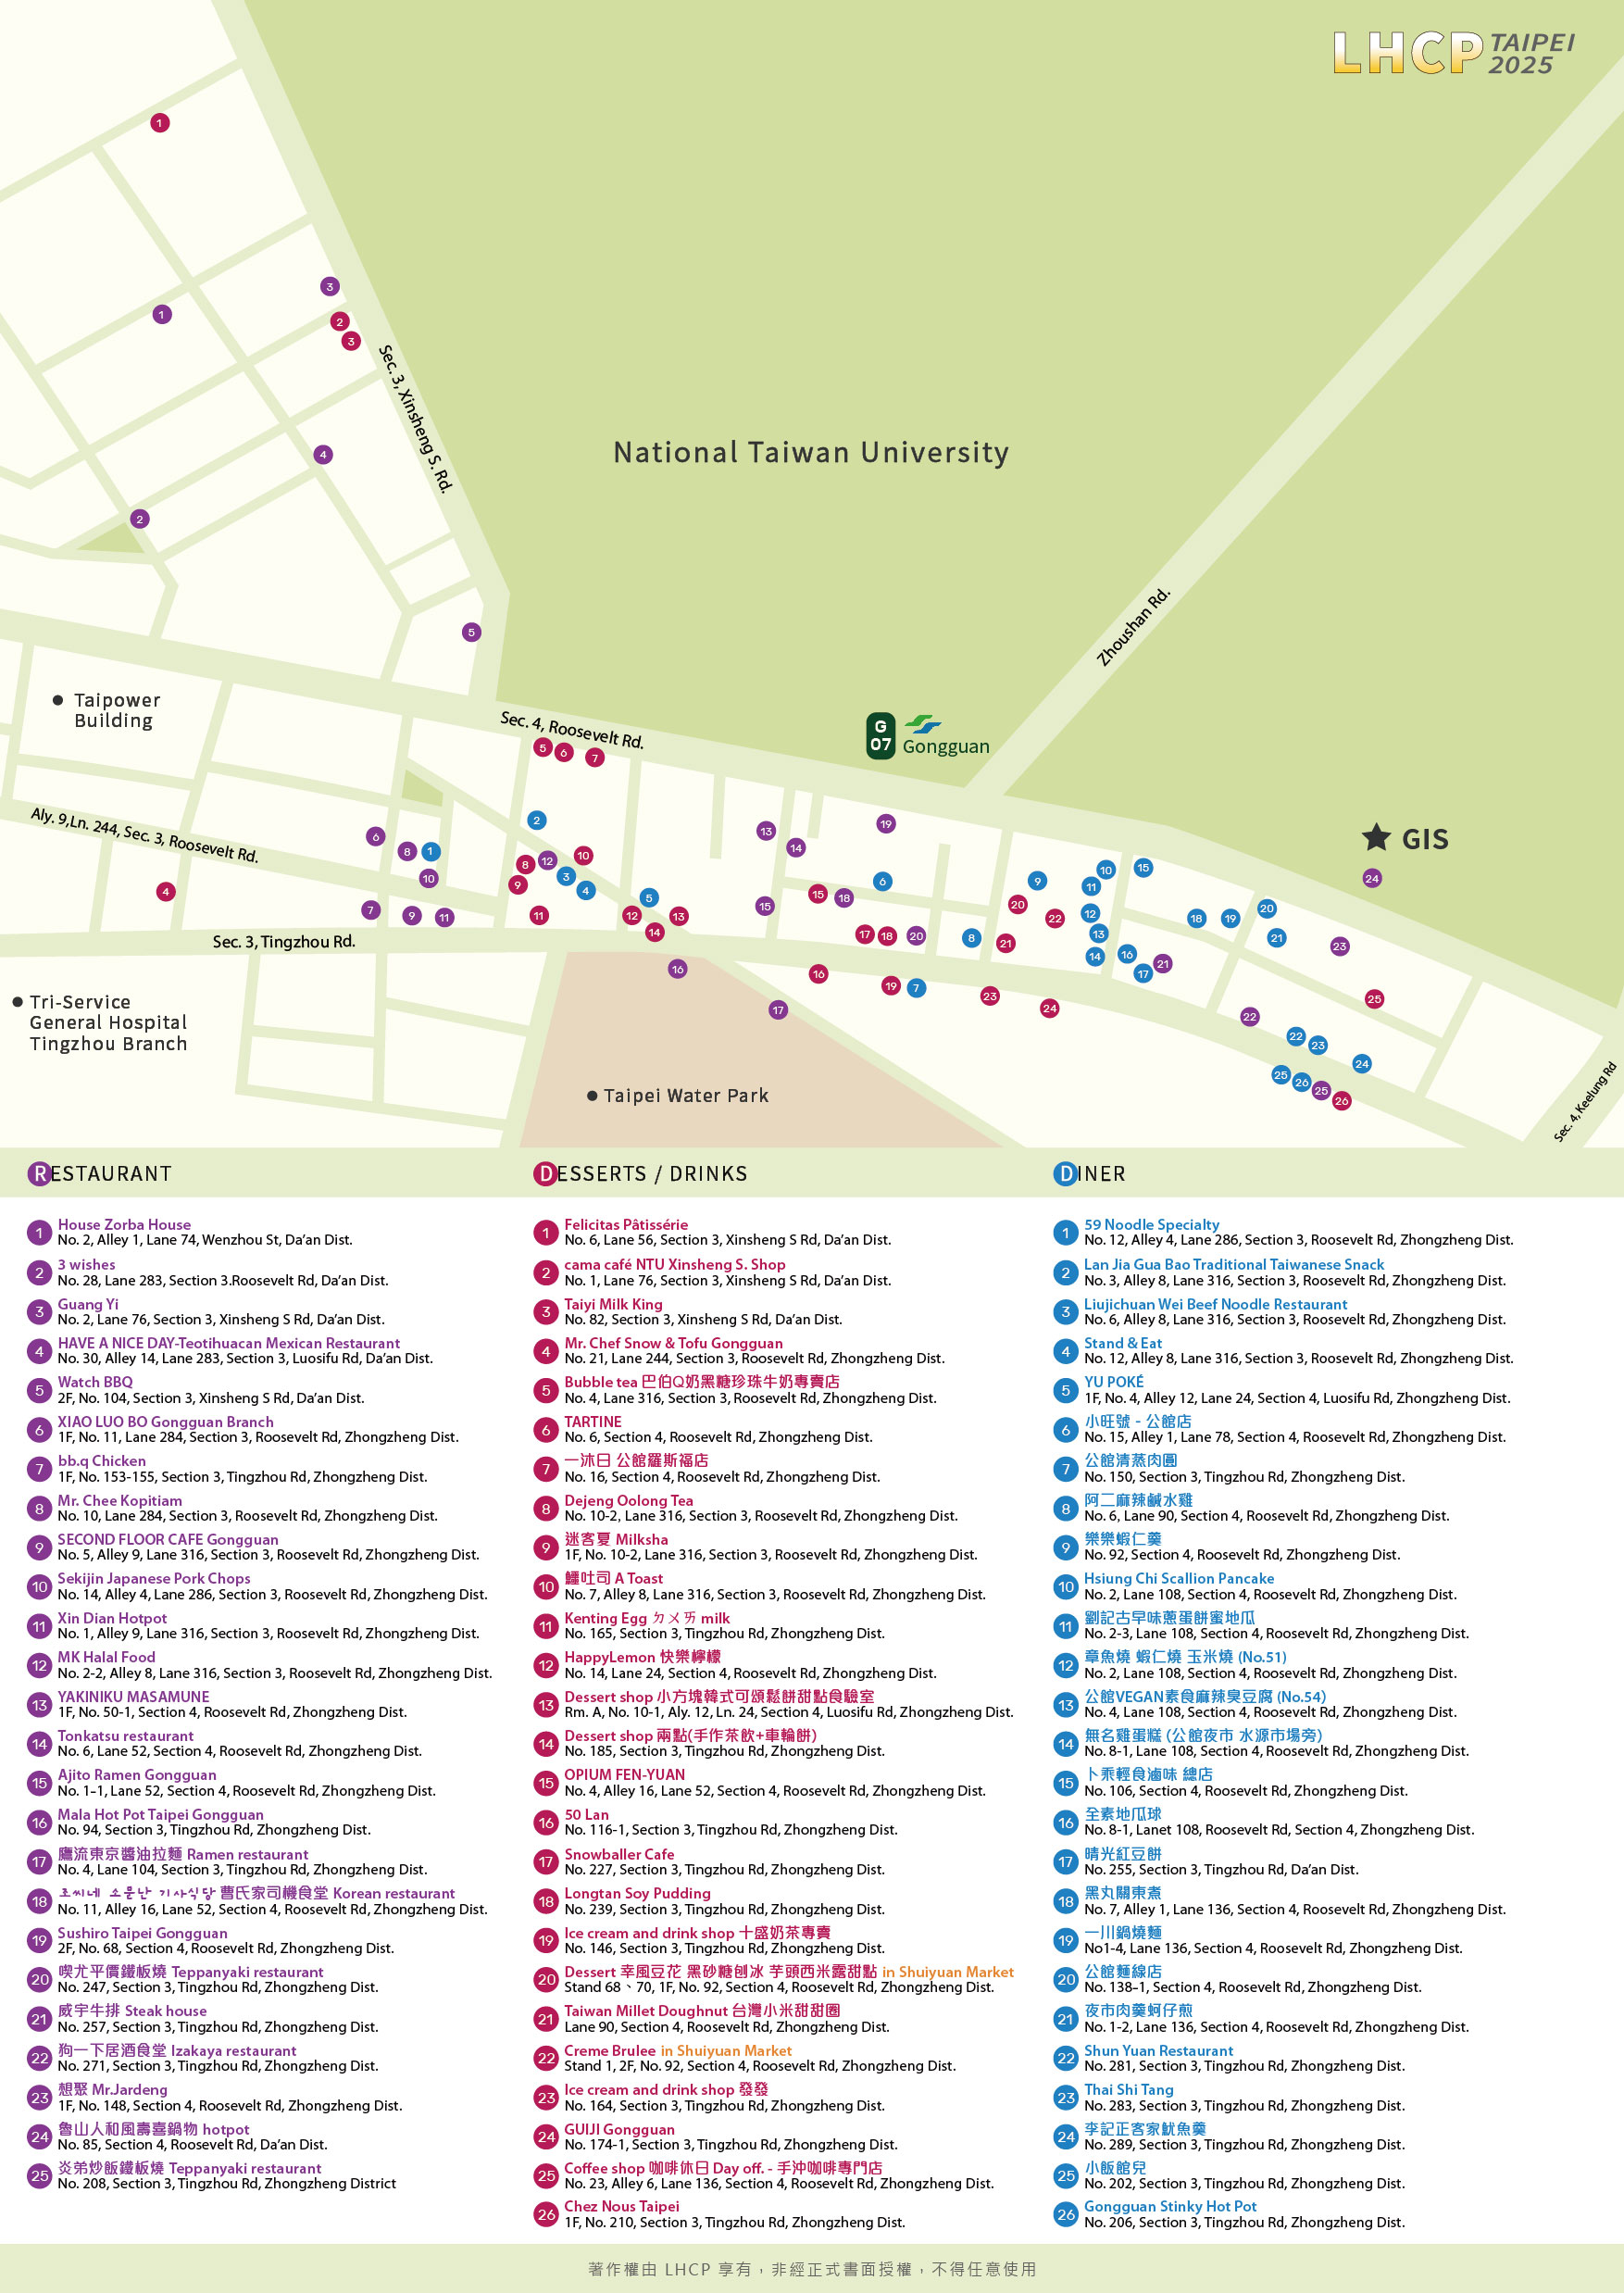 LHCP TAIPEI
2025
Sec. 3, Xinsheng S. Rd.
National Taiwan University
Zhoushan Rd.
Taipower
Building
Sec. 4, Roosevelt Rd.
G
07
Gongguan
Aly. 9,Ln. 244, Sec. 3, Roosevelt Rd.
GIS
Sec. 3, Tingzhou Rd.
Tri-Service
General Hospital
Tingzhou Branch
Taipei Water Park
Sec. 4, Keelung Rd
RESTAURANT
1 House Zorba House
No. 2, Alley 1, Lane 74, Wenzhou St, Da’an Dist.
2 3 wishes
No. 28, Lane 283, Section 3.Roosevelt Rd, Da’an Dist.
3 Guang Yi
No. 2, Lane 76, Section 3, Xinsheng S Rd, Da’an Dist.
4 HAVE A NICE DAY-Teotihuacan Mexican Restaurant
No. 30, Alley 14, Lane 283, Section 3, Luosifu Rd, Da’an Dist.
5 Watch BBQ
2F, No. 104, Section 3, Xinsheng S Rd, Da’an Dist.
6 XIAO LUO BO Gongguan Branch
1F, No. 11, Lane 284, Section 3, Roosevelt Rd, Zhongzheng Dist.
7 bb.q Chicken
1F, No. 153-155, Section 3, Tingzhou Rd, Zhongzheng Dist.
8 Mr. Chee Kopitiam
No. 10, Lane 284, Section 3, Roosevelt Rd, Zhongzheng Dist.
9 SECOND FLOOR CAFE Gongguan
No. 5, Alley 9, Lane 316, Section 3, Roosevelt Rd, Zhongzheng Dist.
10 Sekijin Japanese Pork Chops
No. 14, Alley 4, Lane 286, Section 3, Roosevelt Rd, Zhongzheng Dist.
11 Xin Dian Hotpot
No. 1, Alley 9, Lane 316, Section 3, Roosevelt Rd, Zhongzheng Dist.
12 MK Halal Food
No. 2-2, Alley 8, Lane 316, Section 3, Roosevelt Rd, Zhongzheng Dist.
13 YAKINIKU MASAMUNE
1F, No. 50-1, Section 4, Roosevelt Rd, Zhongzheng Dist.
14 Tonkatsu restaurant
No. 6, Lane 52, Section 4, Roosevelt Rd, Zhongzheng Dist.
15 Ajito Ramen Gongguan
No. 1-1, Lane 52, Section 4, Roosevelt Rd, Zhongzheng Dist.
16 Mala Hot Pot Taipei Gongguan
No. 94, Section 3, Tingzhou Rd, Zhongzheng Dist.
17 鷹流東京醬油拉麵 Ramen restaurant
No. 4, Lane 104, Section 3, Tingzhou Rd, Zhongzheng Dist.
18 조씨네 소문난 기사식당 曹氏家司機食堂 Korean restaurant
No. 11, Alley 16, Lane 52, Section 4, Roosevelt Rd, Zhongzheng Dist.
19 Sushiro Taipei Gongguan
2F, No. 68, Section 4, Roosevelt Rd, Zhongzheng Dist.
20 喫尤平價鐵板燒 Teppanyaki restaurant
No. 247, Section 3, Tingzhou Rd, Zhongzheng Dist.
21 威宇牛排 Steak house
No. 257, Section 3, Tingzhou Rd, Zhongzheng Dist.
22 狗一下居酒食堂 Izakaya restaurant
No. 271, Section 3, Tingzhou Rd, Zhongzheng Dist.
23 想聚 Mr.Jardeng
1F, No. 148, Section 4, Roosevelt Rd, Zhongzheng Dist.
24 魯山人和風壽喜鍋物 hotpot
No. 85, Section 4, Roosevelt Rd, Da’an Dist.
25 炎弟炒飯鐵板燒 Teppanyaki restaurant
No. 208, Section 3, Tingzhou Rd, Zhongzheng District
DESSERTS / DRINKS
1 Felicitas Pâtissérie
No. 6, Lane 56, Section 3, Xinsheng S Rd, Da’an Dist.
2 cama café NTU Xinsheng S. Shop
No. 1, Lane 76, Section 3, Xinsheng S Rd, Da’an Dist.
3 Taiyi Milk King
No. 82, Section 3, Xinsheng S Rd, Da’an Dist.
4 Mr. Chef Snow & Tofu Gongguan
No. 21, Lane 244, Section 3, Roosevelt Rd, Zhongzheng Dist.
5 Bubble tea 巴伯Q奶黑糖珍珠牛奶專賣店
No. 4, Lane 316, Section 3, Roosevelt Rd, Zhongzheng Dist.
6 TARTINE
No. 6, Section 4, Roosevelt Rd, Zhongzheng Dist.
7 一沐日 公館羅斯福店
No. 16, Section 4, Roosevelt Rd, Zhongzheng Dist.
8 Dejeng Oolong Tea
No. 10-2, Lane 316, Section 3, Roosevelt Rd, Zhongzheng Dist.
9 迷客夏 Milksha
1F, No. 10-2, Lane 316, Section 3, Roosevelt Rd, Zhongzheng Dist.
10 鱷吐司 A Toast
No. 7, Alley 8, Lane 316, Section 3, Roosevelt Rd, Zhongzheng Dist.
11 Kenting Egg ㄉㄨㄞ milk
No. 165, Section 3, Tingzhou Rd, Zhongzheng Dist.
12 HappyLemon 快樂檸檬
No. 14, Lane 24, Section 4, Roosevelt Rd, Zhongzheng Dist.
13 Dessert shop 小方塊韓式可頌鬆餅甜點食驗室
Rm. A, No. 10-1, Aly. 12, Ln. 24, Section 4, Luosifu Rd, Zhongzheng Dist.
14 Dessert shop 兩點(手作茶飲+車輪餅)
No. 185, Section 3, Tingzhou Rd, Zhongzheng Dist.
15 OPIUM FEN-YUAN
No. 4, Alley 16, Lane 52, Section 4, Roosevelt Rd, Zhongzheng Dist.
16 50 Lan
No. 116-1, Section 3, Tingzhou Rd, Zhongzheng Dist.
17 Snowballer Cafe
No. 227, Section 3, Tingzhou Rd, Zhongzheng Dist.
18 Longtan Soy Pudding
No. 239, Section 3, Tingzhou Rd, Zhongzheng Dist.
19 Ice cream and drink shop 十盛奶茶專賣
No. 146, Section 3, Tingzhou Rd, Zhongzheng Dist.
20 Dessert 幸風豆花 黑砂糖刨冰 芋頭西米露甜點 in Shuiyuan Market
Stand 68、70, 1F, No. 92, Section 4, Roosevelt Rd, Zhongzheng Dist.
21 Taiwan Millet Doughnut 台灣小米甜甜圈
Lane 90, Section 4, Roosevelt Rd, Zhongzheng Dist.
22 Creme Brulee in Shuiyuan Market
Stand 1, 2F, No. 92, Section 4, Roosevelt Rd, Zhongzheng Dist.
23 Ice cream and drink shop 發發
No. 164, Section 3, Tingzhou Rd, Zhongzheng Dist.
24 GUIJI Gongguan
No. 174-1, Section 3, Tingzhou Rd, Zhongzheng Dist.
25 Coffee shop 咖啡休日 Day off. - 手沖咖啡專門店
No. 23, Alley 6, Lane 136, Section 4, Roosevelt Rd, Zhongzheng Dist.
26 Chez Nous Taipei
1F, No. 210, Section 3, Tingzhou Rd, Zhongzheng Dist.
DINER
1 59 Noodle Specialty
No. 12, Alley 4, Lane 286, Section 3, Roosevelt Rd, Zhongzheng Dist.
2 Lan Jia Gua Bao Traditional Taiwanese Snack
No. 3, Alley 8, Lane 316, Section 3, Roosevelt Rd, Zhongzheng Dist.
3 Liujichuan Wei Beef Noodle Restaurant
No. 6, Alley 8, Lane 316, Section 3, Roosevelt Rd, Zhongzheng Dist.
4 Stand & Eat
No. 12, Alley 8, Lane 316, Section 3, Roosevelt Rd, Zhongzheng Dist.
5 YU POKÉ
1F, No. 4, Alley 12, Lane 24, Section 4, Luosifu Rd, Zhongzheng Dist.
6 小旺號 - 公館店
No. 15, Alley 1, Lane 78, Section 4, Roosevelt Rd, Zhongzheng Dist.
7 公館清蒸肉圓
No. 150, Section 3, Tingzhou Rd, Zhongzheng Dist.
8 阿二麻辣鹹水雞
No. 6, Lane 90, Section 4, Roosevelt Rd, Zhongzheng Dist.
9 樂樂蝦仁羹
No. 92, Section 4, Roosevelt Rd, Zhongzheng Dist.
10 Hsiung Chi Scallion Pancake
No. 2, Lane 108, Section 4, Roosevelt Rd, Zhongzheng Dist.
11 劉記古早味蔥蛋餅蜜地瓜
No. 2-3, Lane 108, Section 4, Roosevelt Rd, Zhongzheng Dist.
12 章魚燒 蝦仁燒 玉米燒 (No.51)
No. 2, Lane 108, Section 4, Roosevelt Rd, Zhongzheng Dist.
13 公館VEGAN素食麻辣臭豆腐 (No.54)
No. 4, Lane 108, Section 4, Roosevelt Rd, Zhongzheng Dist.
14 無名雞蛋糕 (公館夜市 水源市場旁)
No. 8-1, Lane 108, Section 4, Roosevelt Rd, Zhongzheng Dist.
15 卜乖輕食滷味 總店
No. 106, Section 4, Roosevelt Rd, Zhongzheng Dist.
16 全素地瓜球
No. 8-1, Lanet 108, Roosevelt Rd, Section 4, Zhongzheng Dist.
17 晴光紅豆餅
No. 255, Section 3, Tingzhou Rd, Da’an Dist.
18 黑丸關東煮
No. 7, Alley 1, Lane 136, Section 4, Roosevelt Rd, Zhongzheng Dist.
19 一川鍋燒麵
No1-4, Lane 136, Section 4, Roosevelt Rd, Zhongzheng Dist.
20 公館麵線店
No. 138-1, Section 4, Roosevelt Rd, Zhongzheng Dist.
21 夜市肉羹蚵仔煎
No. 1-2, Lane 136, Section 4, Roosevelt Rd, Zhongzheng Dist.
22 Shun Yuan Restaurant
No. 281, Section 3, Tingzhou Rd, Zhongzheng Dist.
23 Thai Shi Tang
No. 283, Section 3, Tingzhou Rd, Zhongzheng Dist.
24 李記正客家魷魚羹
No. 289, Section 3, Tingzhou Rd, Zhongzheng Dist.
25 小飯館兒
No. 202, Section 3, Tingzhou Rd, Zhongzheng Dist.
26 Gongguan Stinky Hot Pot
No. 206, Section 3, Tingzhou Rd, Zhongzheng Dist.
著作權由 LHCP 享有，非經正式書面授權，不得任意使用